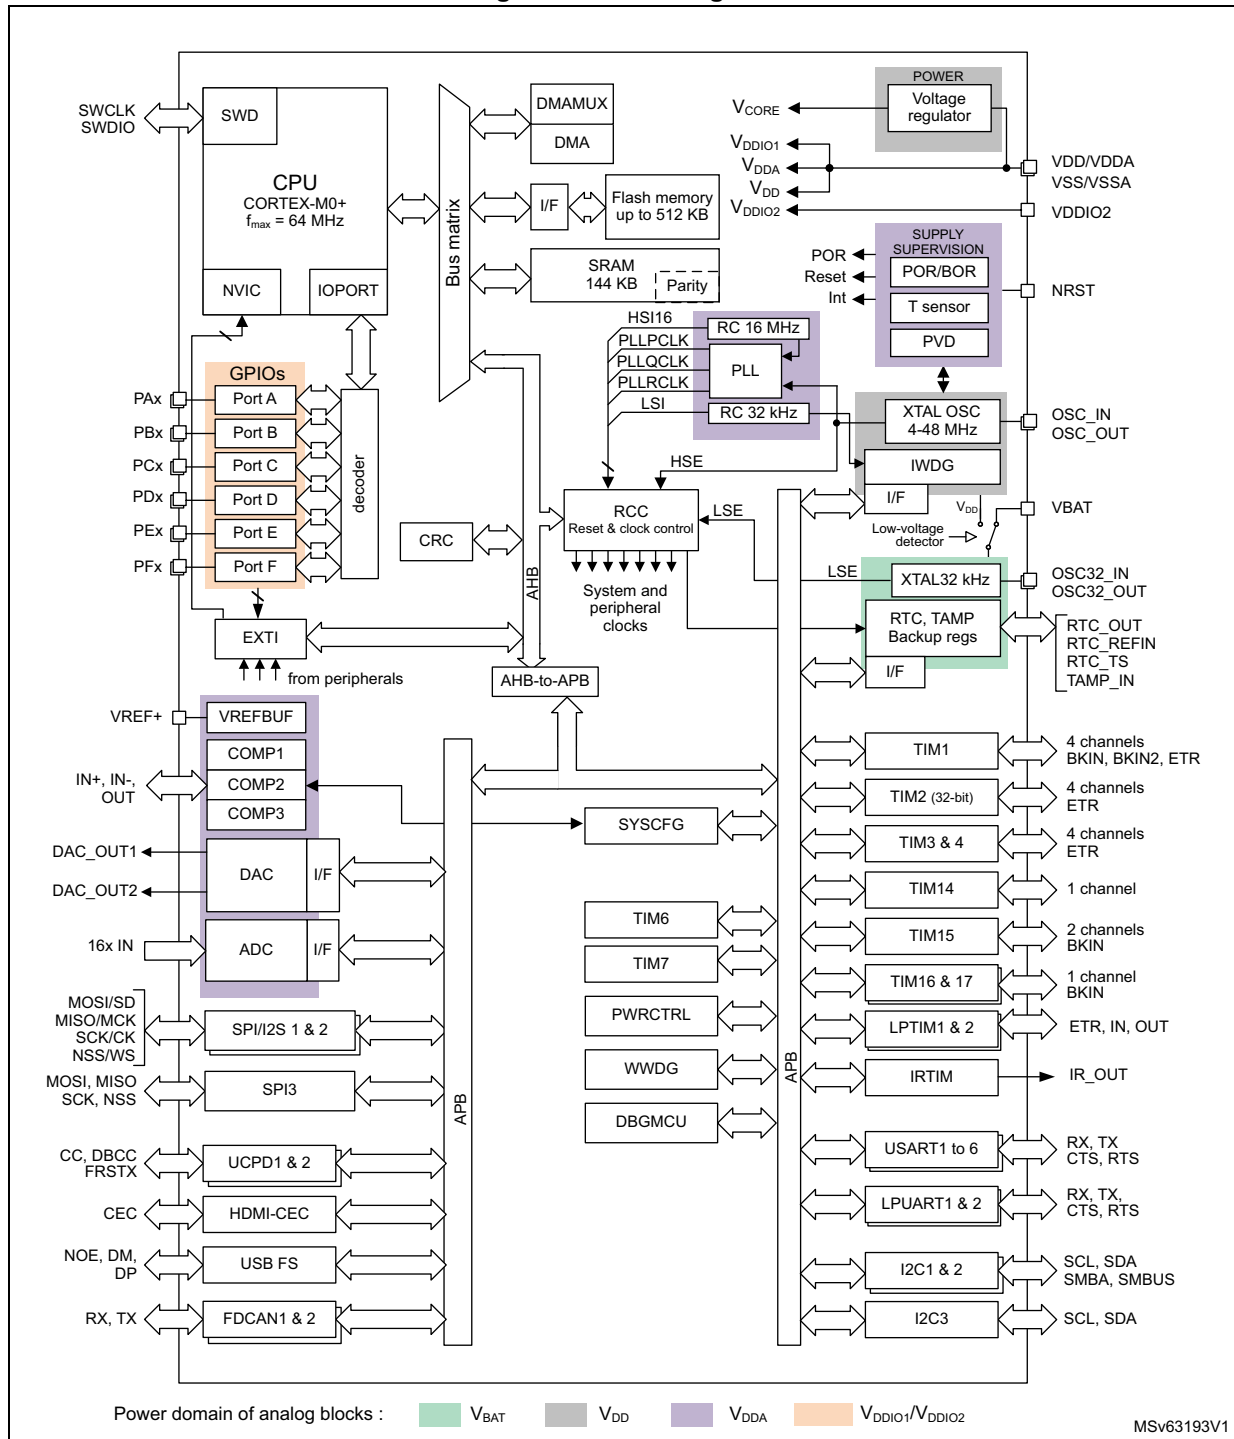 SWCLK
SWDIO
SWD
CPU
CORTEX-M0+
fmax = 64 MHz
NVIC
IOPORT
Bus matrix
DMAMUX
DMA
I/F
Flash memory
up to 512 KB
SRAM
144 KB
Parity
POWER
Voltage
regulator
VCORE
VDDIO1
VDDA
VDD
VDDIO2
VDD/VDDA
VSS/VSSA
VDDIO2
SUPPLY
SUPERVISION
POR/BOR
T sensor
PVD
POR
Reset
Int
NRST
HSI16
PLLPCLK
PLLQCLK
PLLRCLK
LSI
RC 16 MHz
PLL
RC 32 kHz
XTAL OSC
4-48 MHz
IWDG
I/F
OSC_IN
OSC_OUT
HSE
GPIOs
PAx
Port A
PBx
Port B
PCx
Port C
PDx
Port D
PEx
Port E
PFx
Port F
decoder
CRC
AHB
RCC
Reset & clock control
LSE
System and
peripheral
clocks
VDD
Low-voltage
detector
VBAT
LSE
XTAL32 kHz
OSC32_IN
OSC32_OUT
RTC, TAMP
Backup regs
I/F
RTC_OUT
RTC_REFIN
RTC_TS
TAMP_IN
EXTI
from peripherals
AHB-to-APB
VREF+
VREFBUF
COMP1
COMP2
COMP3
IN+, IN-,
OUT
DAC_OUT1
DAC_OUT2
DAC
I/F
16x IN
ADC
I/F
MOSI/SD
MISO/MCK
SCK/CK
NSS/WS
SPI/I2S 1 & 2
MOSI, MISO
SCK, NSS
SPI3
CC, DBCC
FRSTX
UCPD1 & 2
CEC
HDMI-CEC
NOE, DM,
DP
USB FS
RX, TX
FDCAN1 & 2
APB
SYSCFG
TIM6
TIM7
PWRCTRL
WWDG
DBGMCU
APB
TIM1
4 channels
BKIN, BKIN2, ETR
TIM2 (32-bit)
4 channels
ETR
TIM3 & 4
4 channels
ETR
TIM14
1 channel
TIM15
2 channels
BKIN
TIM16 & 17
1 channel
BKIN
LPTIM1 & 2
ETR, IN, OUT
IRTIM
IR_OUT
USART1 to 6
RX, TX
CTS, RTS
LPUART1 & 2
RX, TX,
CTS, RTS
I2C1 & 2
SCL, SDA
SMBA, SMBUS
I2C3
SCL, SDA
Power domain of analog blocks :
VBAT
VDD
VDDA
VDDIO1/VDDIO2
MSv63193V1